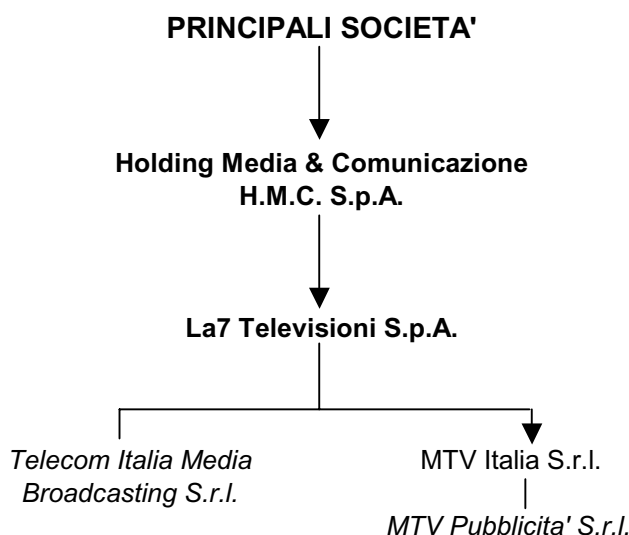 PRINCIPALI SOCIETA'
Holding Media & Comunicazione
H.M.C. S.p.A.
La7 Televisioni S.p.A.
Telecom Italia Media
Broadcasting S.r.l.
MTV Italia S.r.l.
MTV Pubblicita' S.r.l.